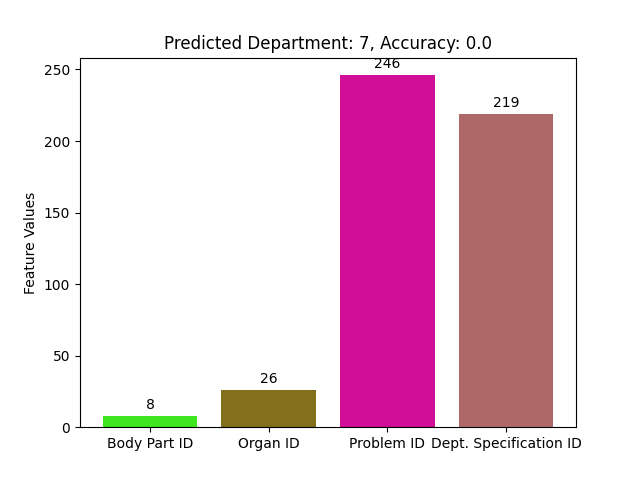 Predicted Department: 7, Accuracy: 0.0
250
200
150
100
50
0
Feature Values
8
26
246
219
Body Part ID
Organ ID
Problem ID
Dept. Specification ID